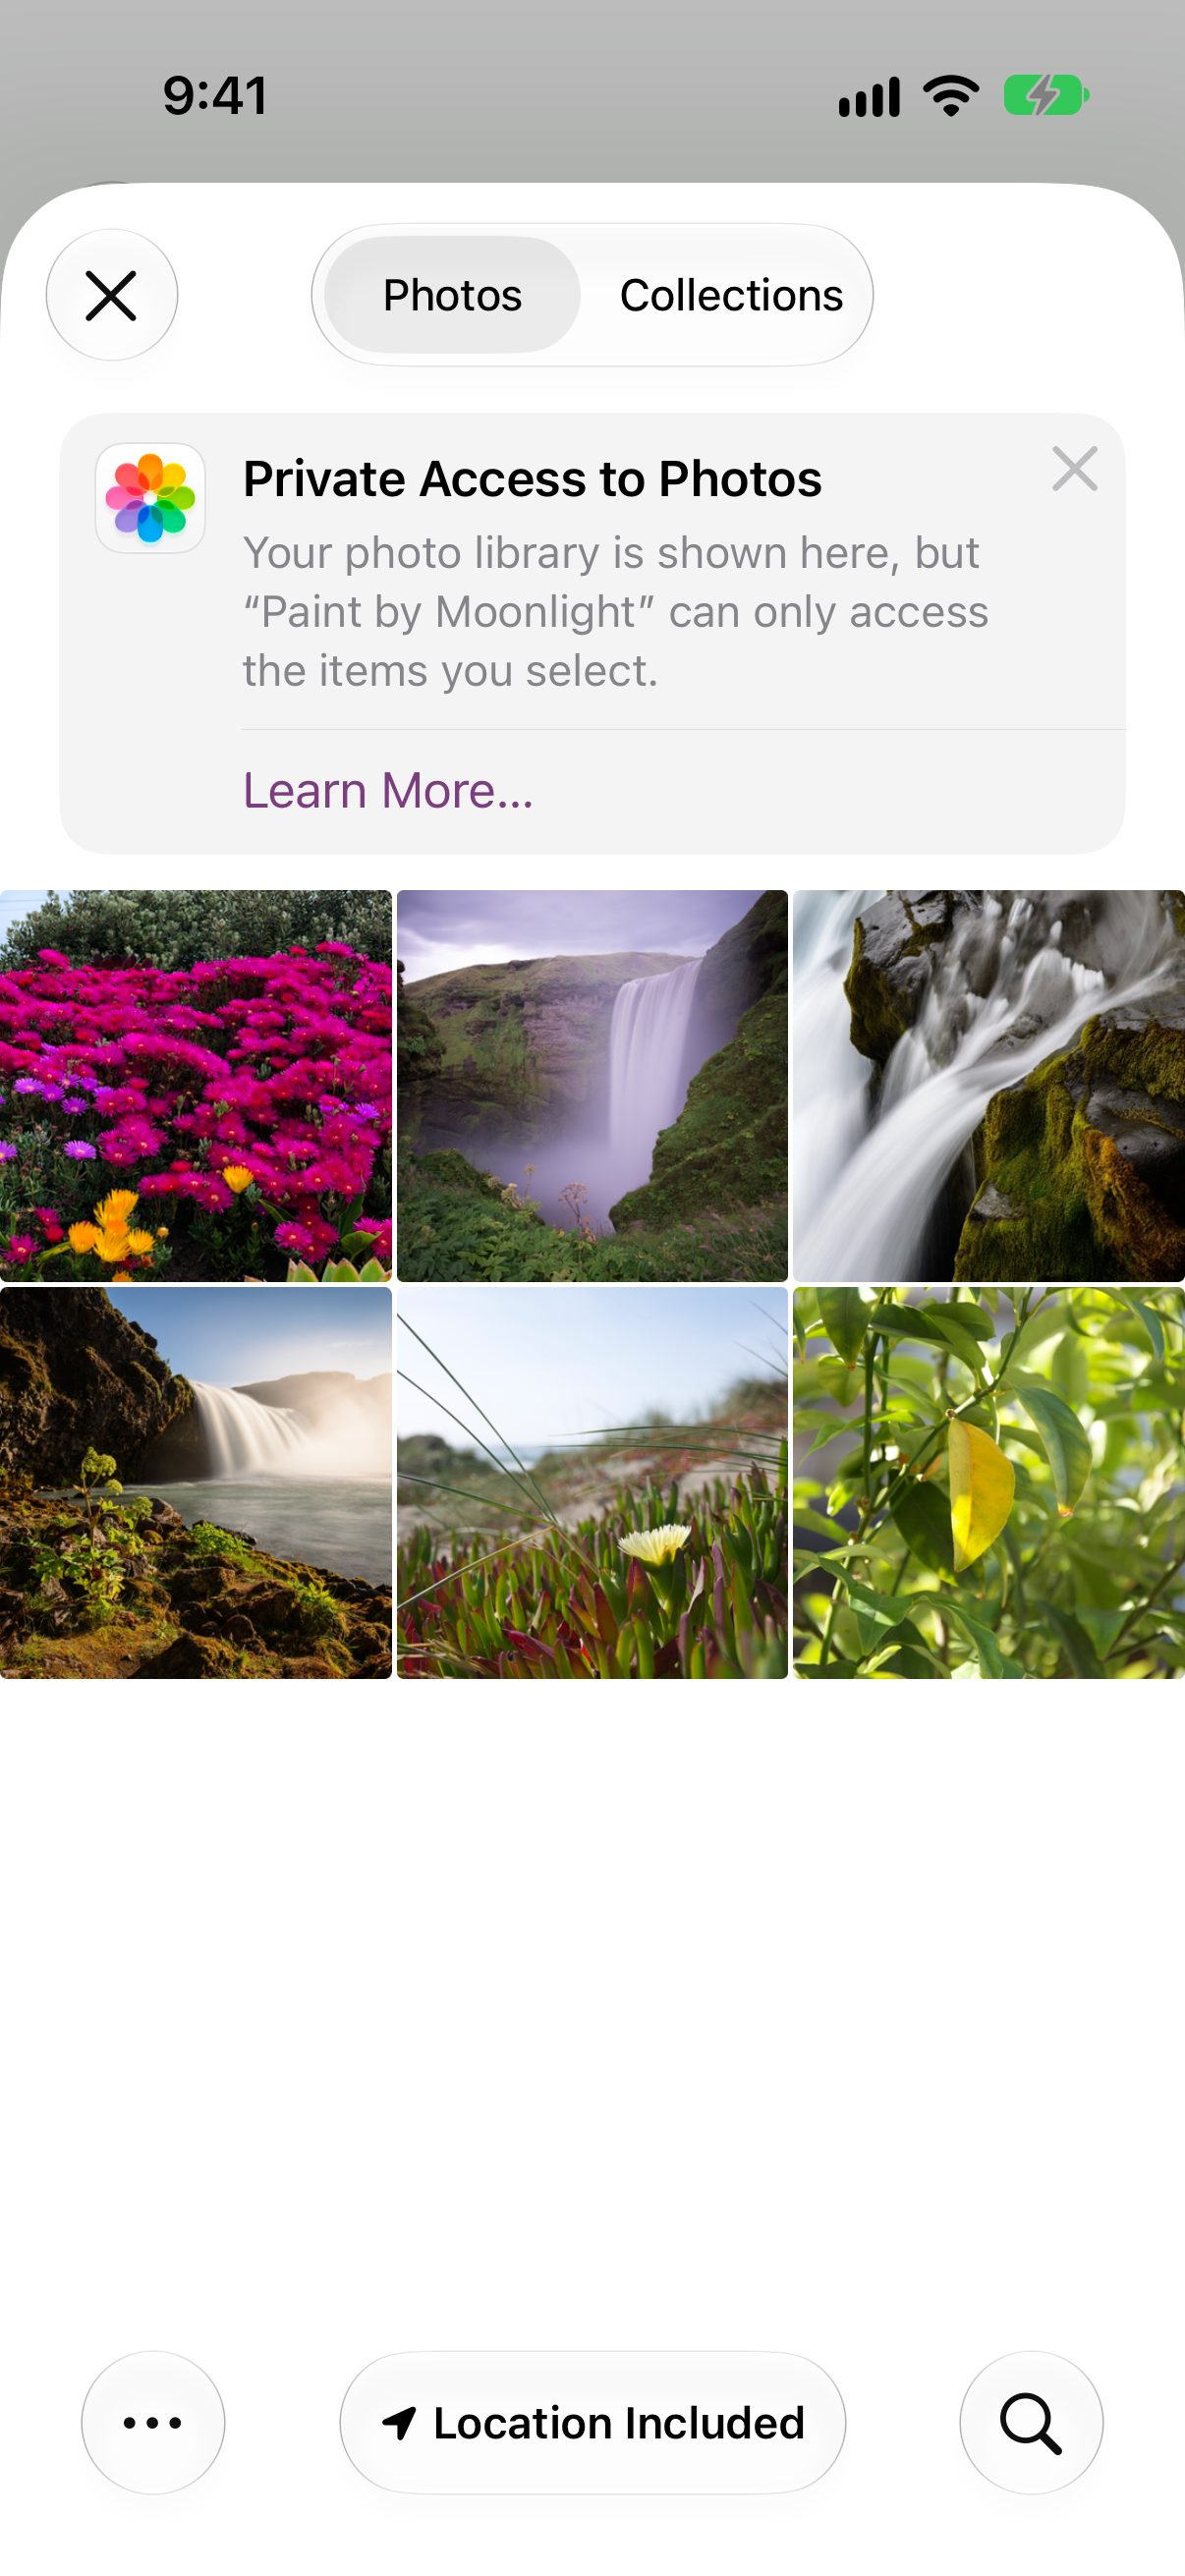 9:41
Photos
Collections
Private Access to Photos
Your photo library is shown here, but
“Paint by Moonlight” can only access
the items you select.
Learn More...
Location Included